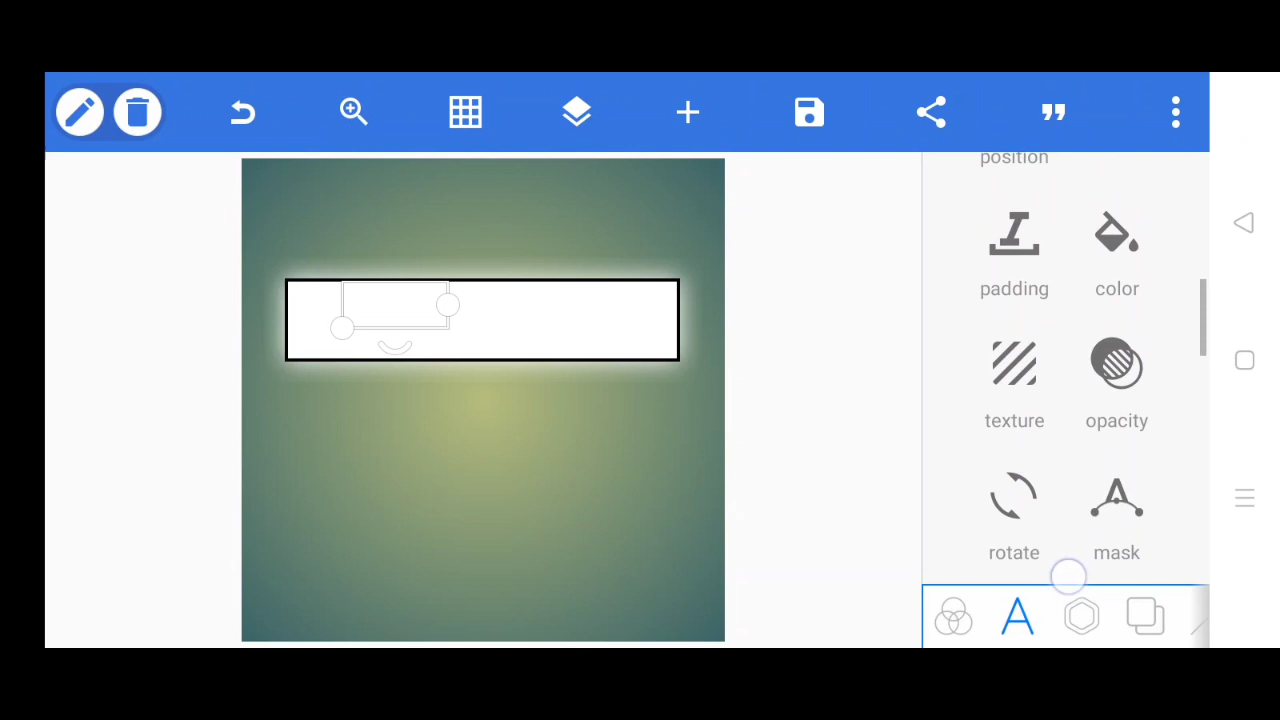 position
padding color
texture opacity
rotate mask